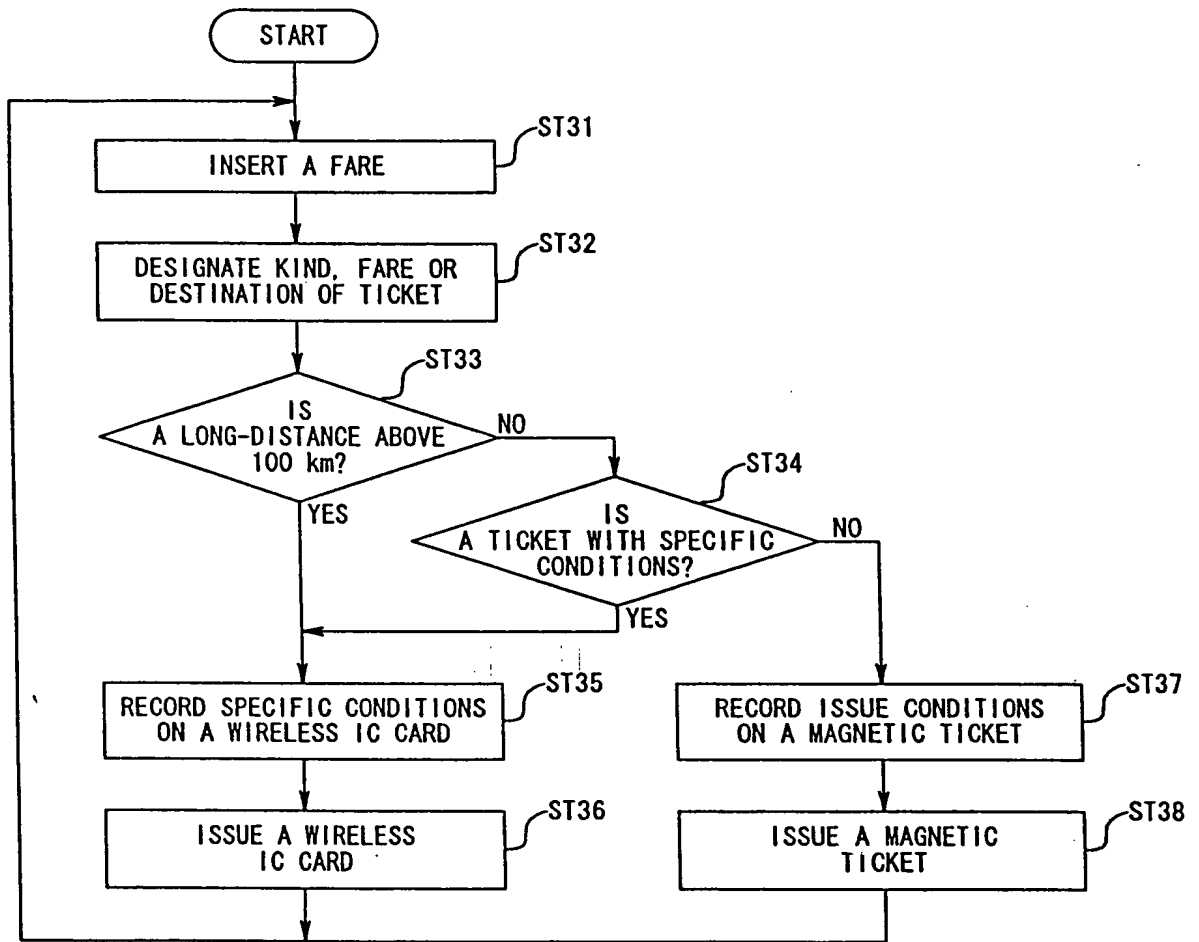 START
ST31
INSERT A FARE
ST32
DESIGNATE KIND, FARE OR
DESTINATION OF TICKET
ST33
IS
A LONG-DISTANCE ABOVE
100 km?
NO
YES
ST34
IS
A TICKET WITH SPECIFIC
CONDITIONS?
NO
YES
ST35
RECORD SPECIFIC CONDITIONS
ON A WIRELESS IC CARD
ST37
RECORD ISSUE CONDITIONS
ON A MAGNETIC TICKET
ST36
ISSUE A WIRELESS
IC CARD
ST38
ISSUE A MAGNETIC
TICKET